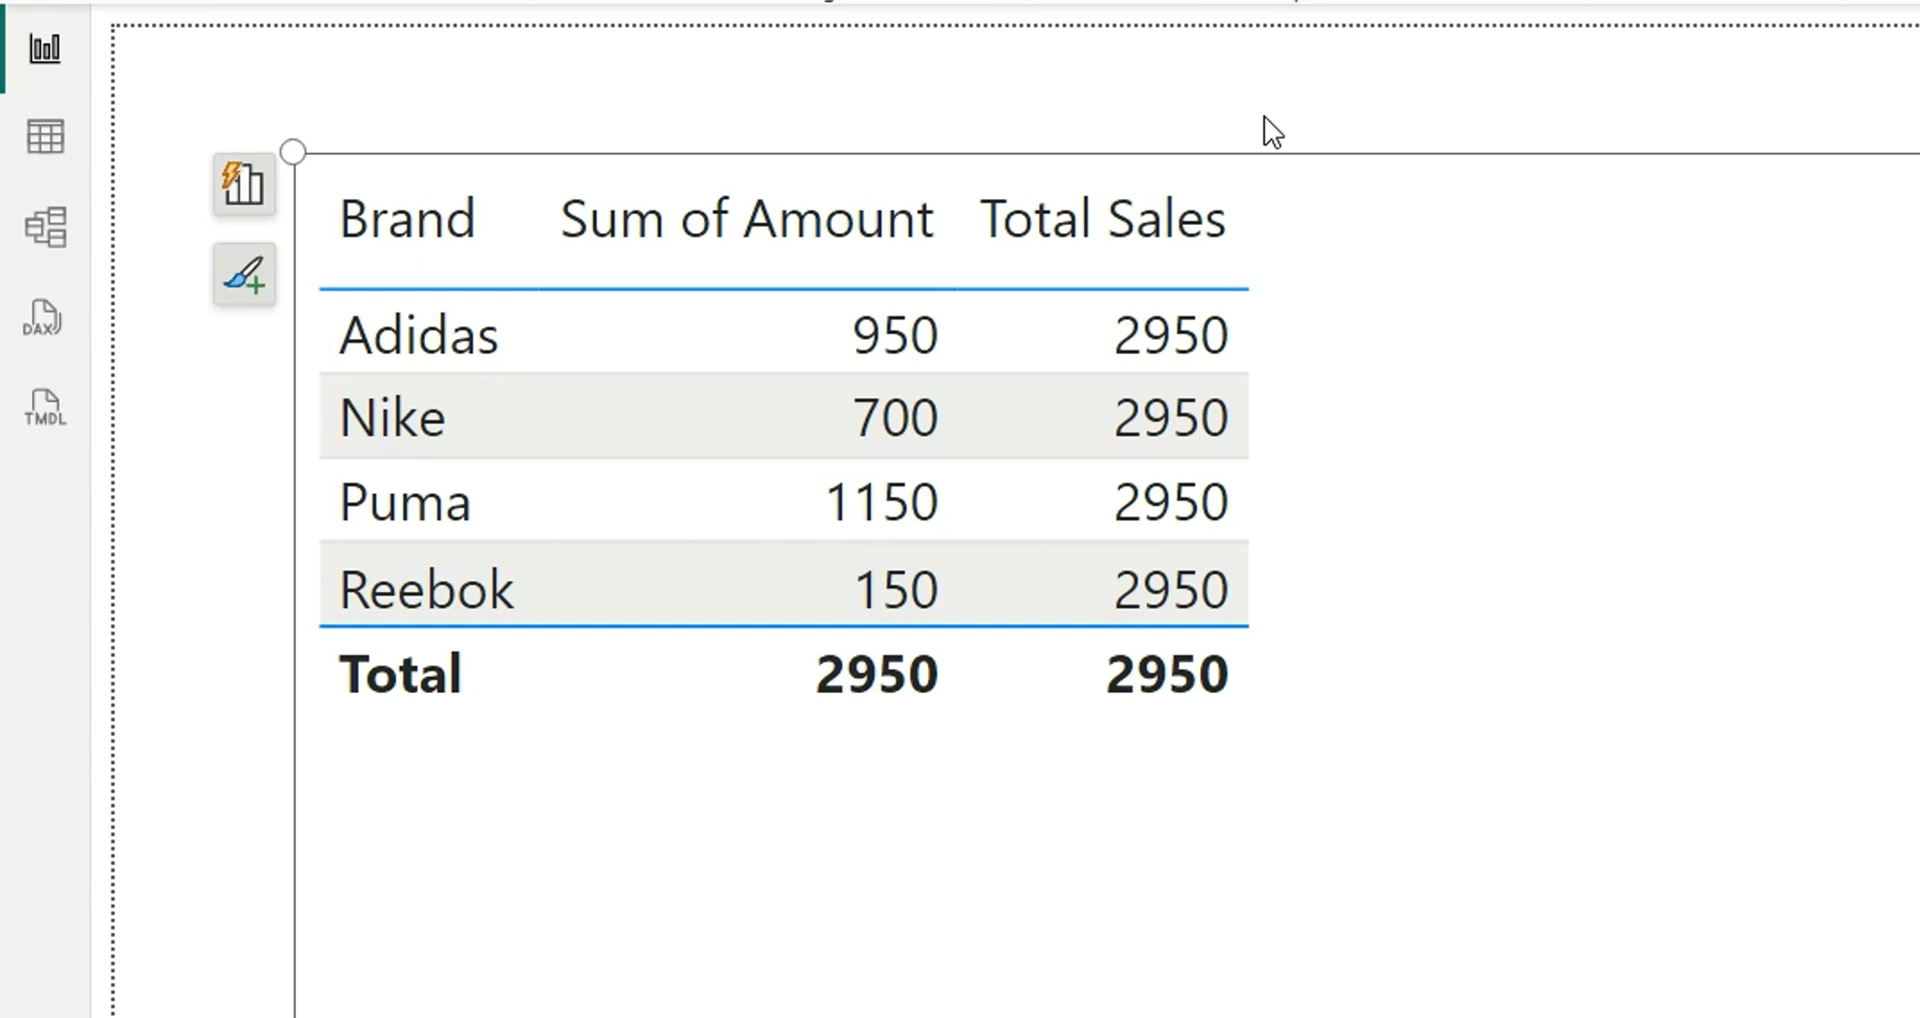 Brand Sum of Amount Total Sales
Adidas 950 2950
Nike 700 2950
Puma 1150 2950
Reebok 150 2950
Total 2950 2950
DAX
TMDL